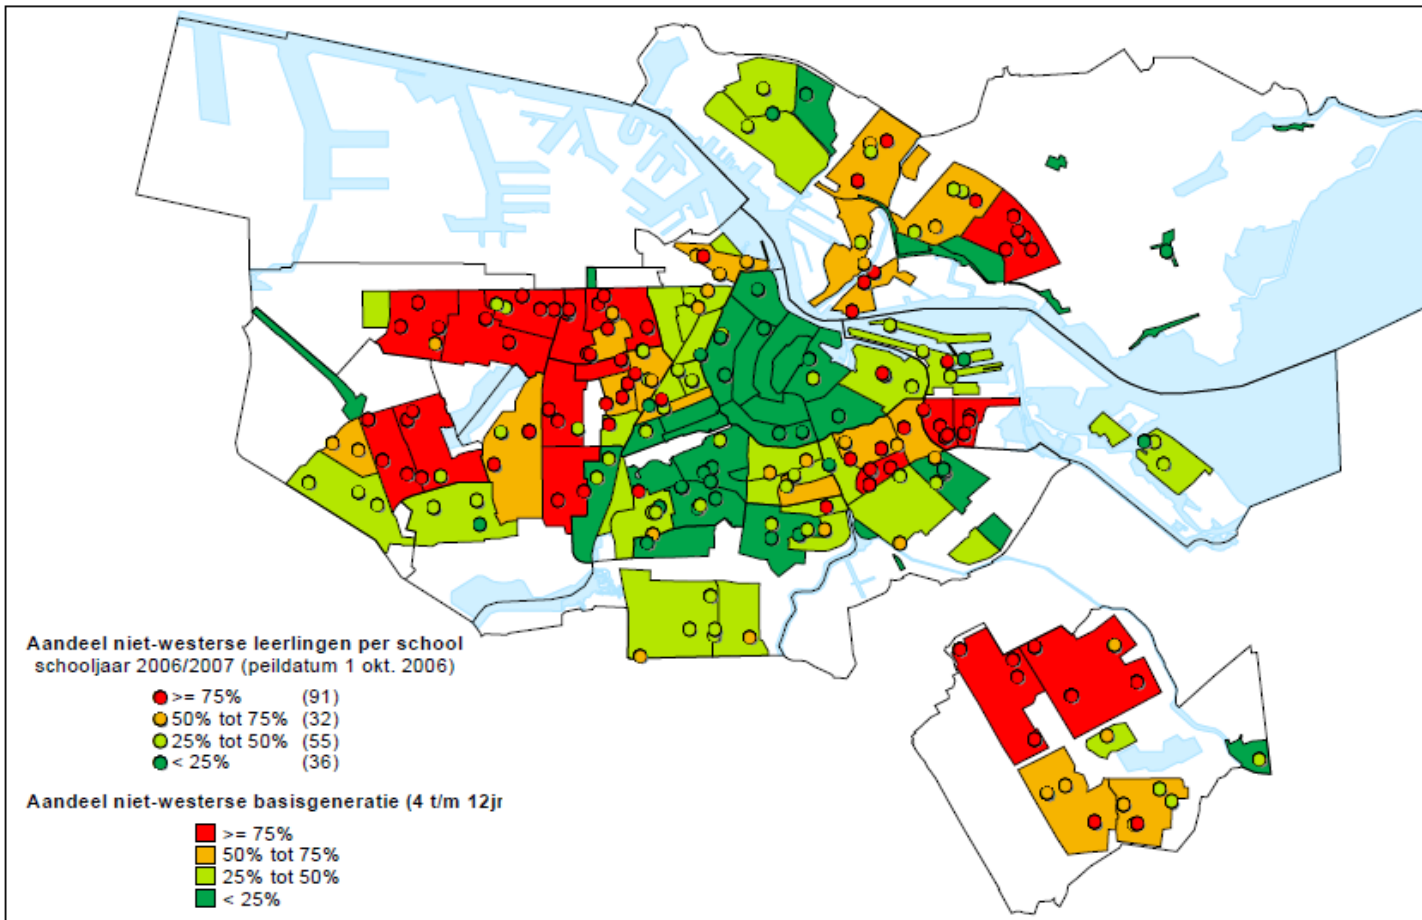 Aandeel niet-westerse leerlingen per school
schooljaar 2006/2007 (peildatum 1 okt. 2006)
>= 75% (91)
50% tot 75% (32)
25% tot 50% (55)
< 25% (36)
Aandeel niet-westerse basisgeneratie (4 t/m 12jr
>= 75%
50% tot 75%
25% tot 50%
< 25%